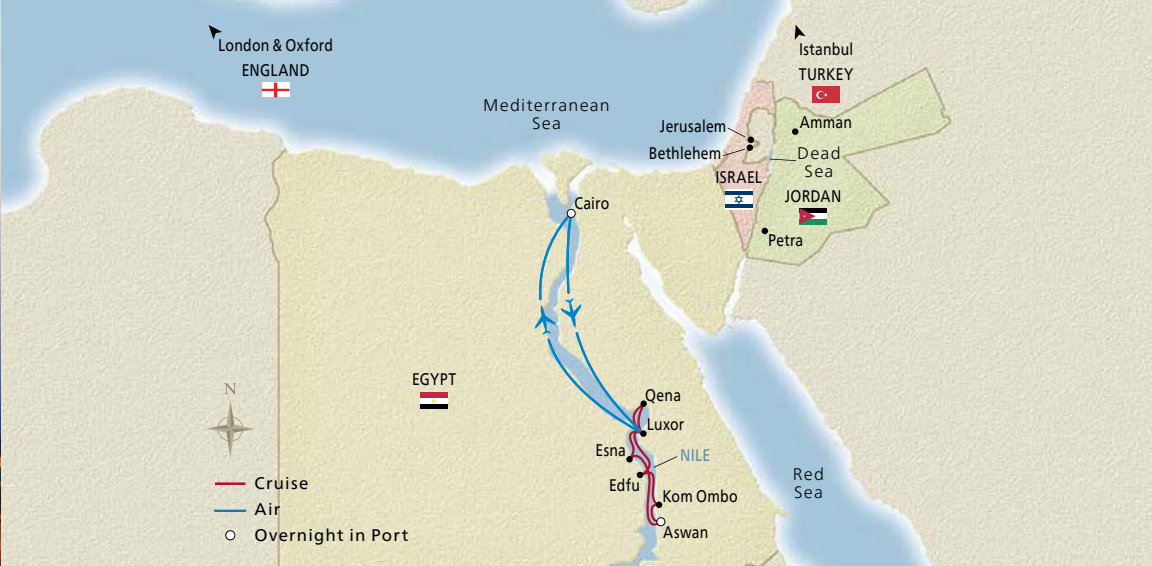 London & Oxford
ENGLAND
Istanbul
TURKEY
Mediterranean
Sea
Jerusalem
Amman
Bethlehem
Dead
Sea
ISRAEL
JORDAN
Cairo
Petra
EGYPT
N
Qena
Luxor
Esna
NILE
Edfu
Kom Ombo
Aswan
Red
Sea
Cruise
Air
Overnight in Port